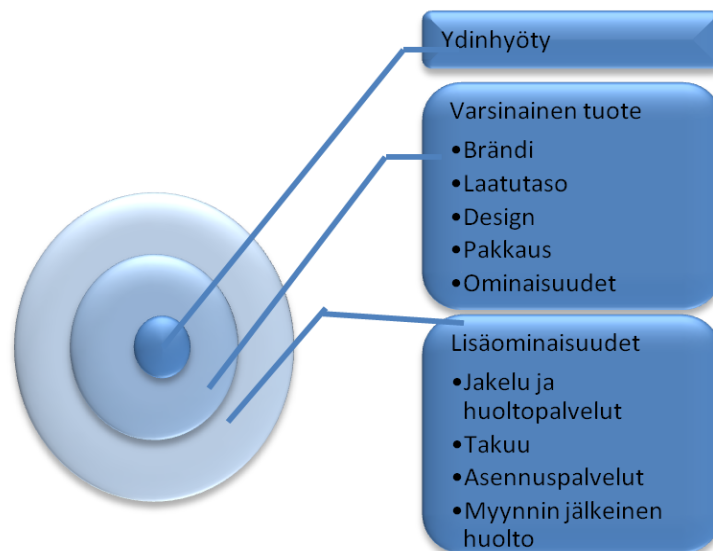 Ydinhyöty
Varsinainen tuote
•Brändi
•Laatutaso
•Design
•Pakkaus
•Ominaisuudet
Lisäominaisuudet
•Jakelu ja
huoltopalvelut
•Takuu
•Asennuspalvelut
•Myynnin jälkeinen
huolto